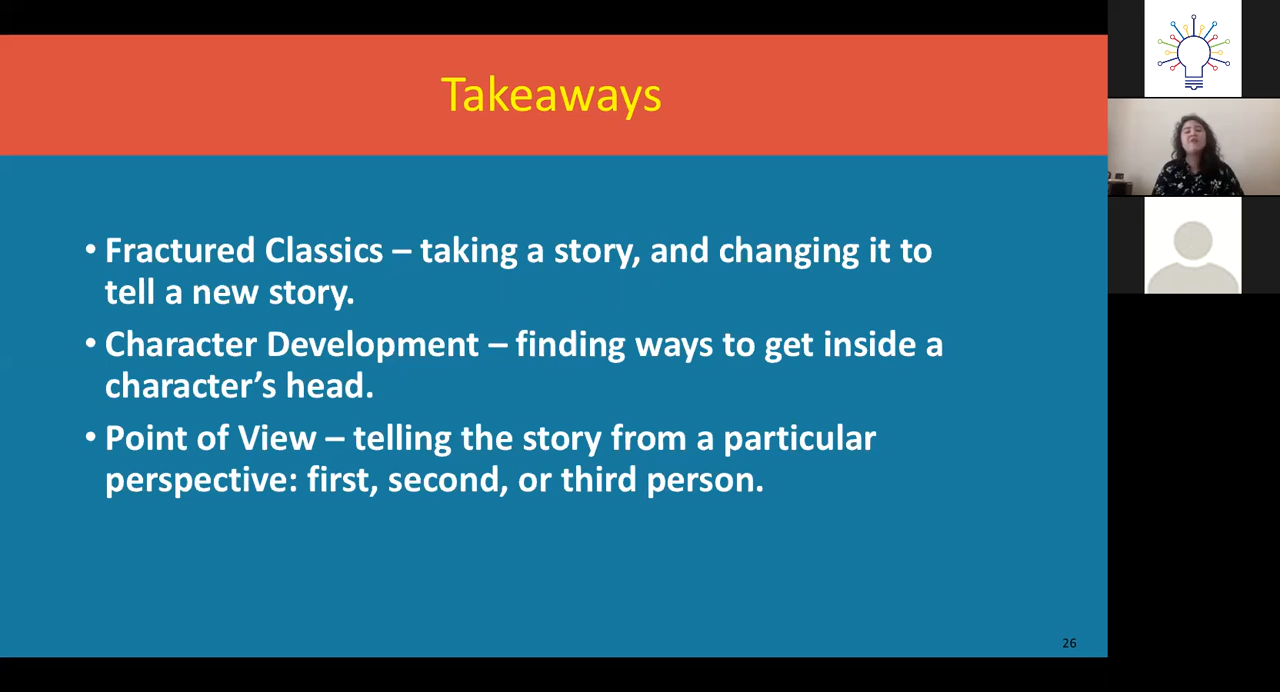 Takeaways
• Fractured Classics – taking a story, and changing it to
tell a new story.
• Character Development – finding ways to get inside a
character’s head.
• Point of View – telling the story from a particular
perspective: first, second, or third person.
26